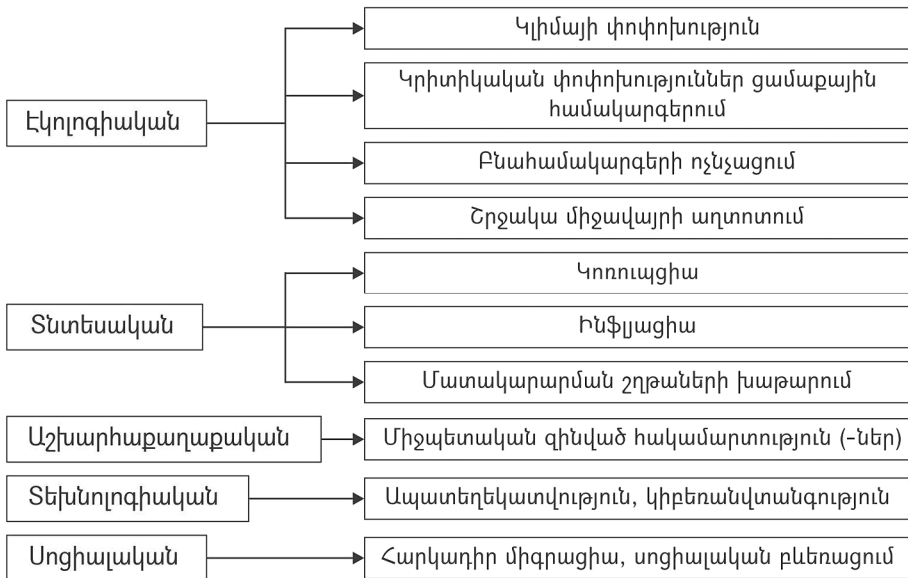 Էկոլոգիական
Կլիմայի փոփոխություն
Կրիտիկական փոփոխություններ ցամաքային
համակարգերում
Բնահամակարգերի ոչնչացում
Շրջակա միջավայրի աղտոտում
Տնտեսական
Կոռուպցիա
Ինֆլյացիա
Մատակարարման շղթաների խաթարում
Աշխարհաքաղաքական
Միջպետական զինված հակամարտություն (-ներ)
Տեխնոլոգիական
Ապատեղեկատվություն, կիբեռանվտանգություն
Սոցիալական
Հարկադիր միգրացիա, սոցիալական բևեռացում